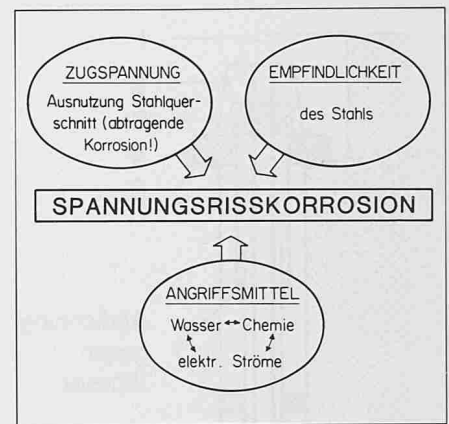 ZUGSPANNUNG
Ausnutzung Stahlquer-
schnitt (abtragende
Korrosion!)
EMPFINDLICHKEIT
des Stahls
SPANNUNGSRISSKORROSION
ANGRIFFSMITTEL
Wasser ↔ Chemie
elektr. Ströme